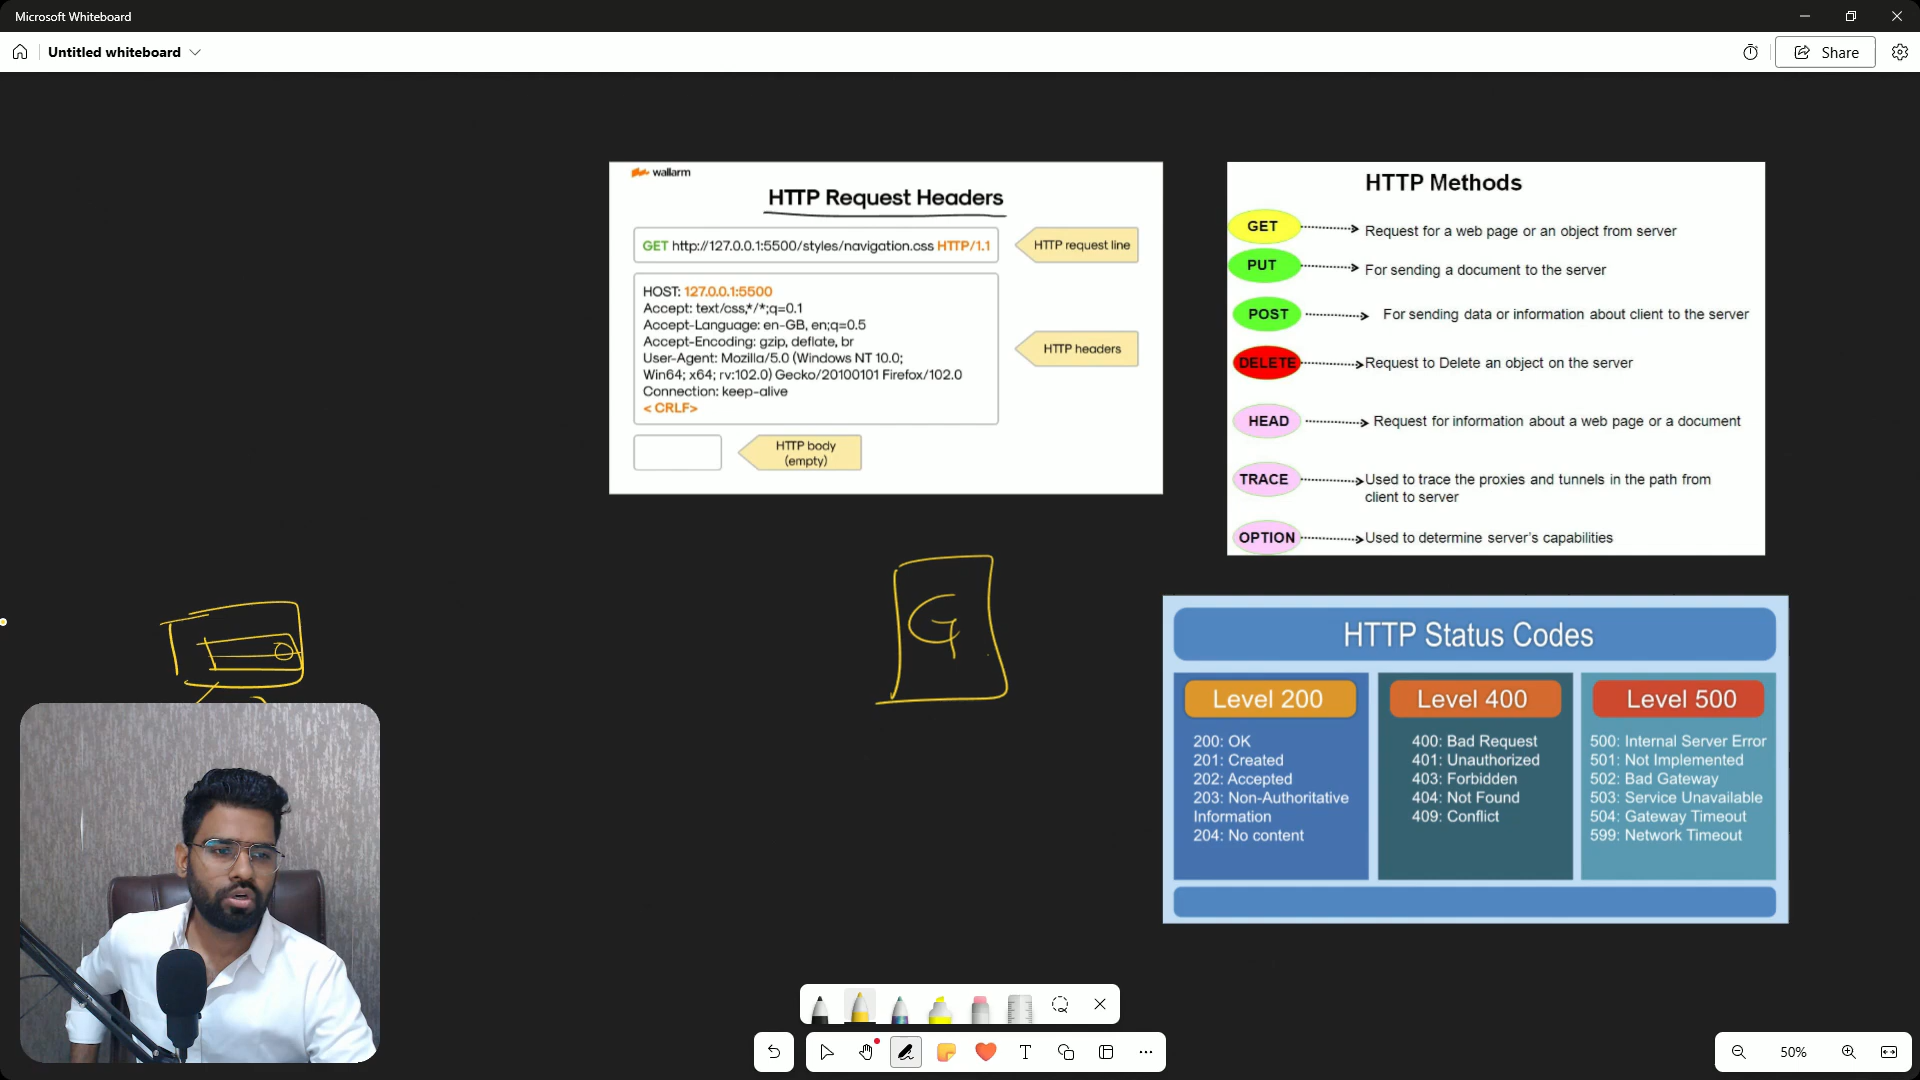 Microsoft Whiteboard
Untitled whiteboard
Share
wallarm
HTTP Request Headers
GET http://127.0.0.1:5500/styles/navigation.css HTTP/1.1
HTTP request line
HOST: 127.0.0.1:5500
Accept: text/css,*/*;q=0.1
Accept-Language: en-GB, en;q=0.5
Accept-Encoding: gzip, deflate, br
User-Agent: Mozilla/5.0 (Windows NT 10.0;
Win64; x64; rv:102.0) Gecko/20100101 Firefox/102.0
Connection: keep-alive
< CRLF>
HTTP headers
HTTP body
(empty)
HTTP Methods
GET Request for a web page or an object from server
PUT For sending a document to the server
POST For sending data or information about client to the server
DELETE Request to Delete an object on the server
HEAD Request for information about a web page or a document
TRACE Used to trace the proxies and tunnels in the path from
client to server
OPTION Used to determine server's capabilities
G
HTTP Status Codes
Level 200
200: OK
201: Created
202: Accepted
203: Non-Authoritative
Information
204: No content
Level 400
400: Bad Request
401: Unauthorized
403: Forbidden
404: Not Found
409: Conflict
Level 500
500: Internal Server Error
501: Not Implemented
502: Bad Gateway
503: Service Unavailable
504: Gateway Timeout
599: Network Timeout
50%